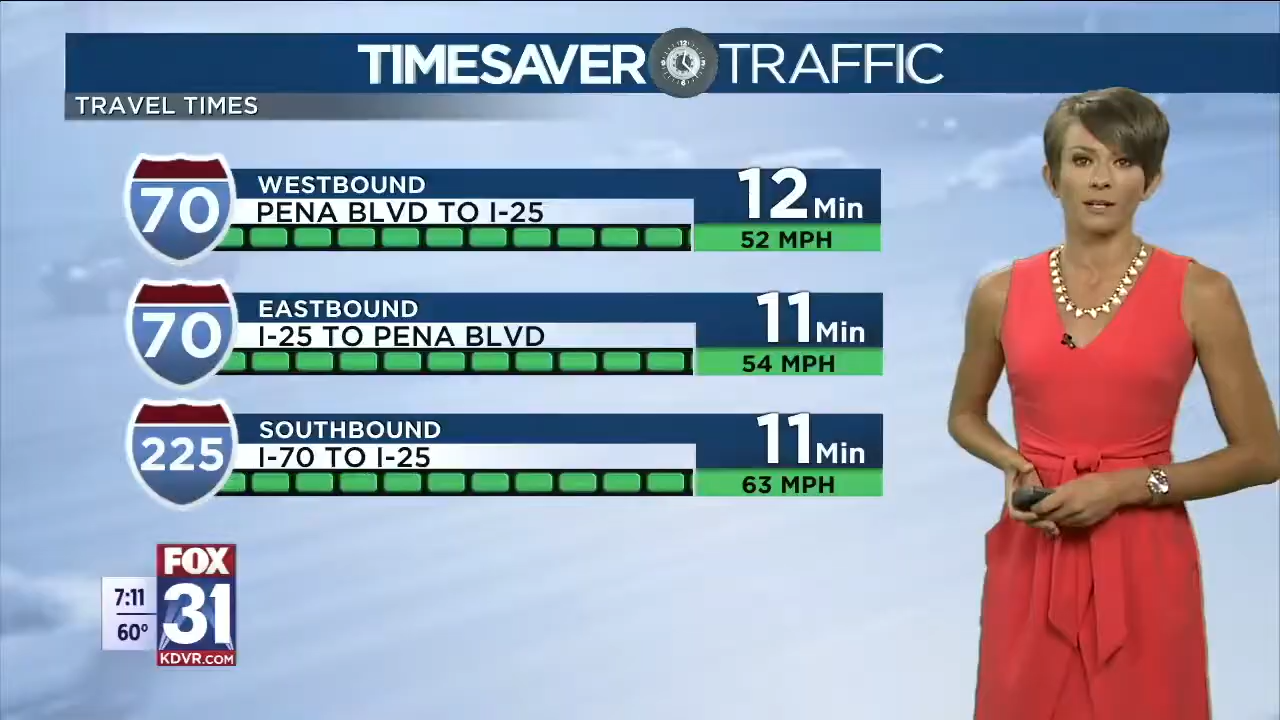 TIMESAVER TRAFFIC
TRAVEL TIMES
70
WESTBOUND
PENA BLVD TO I-25
12 Min
52 MPH
70
EASTBOUND
I-25 TO PENA BLVD
11 Min
54 MPH
225
SOUTHBOUND
I-70 TO I-25
11 Min
63 MPH
7:11
60°
FOX
31
KDVR.COM